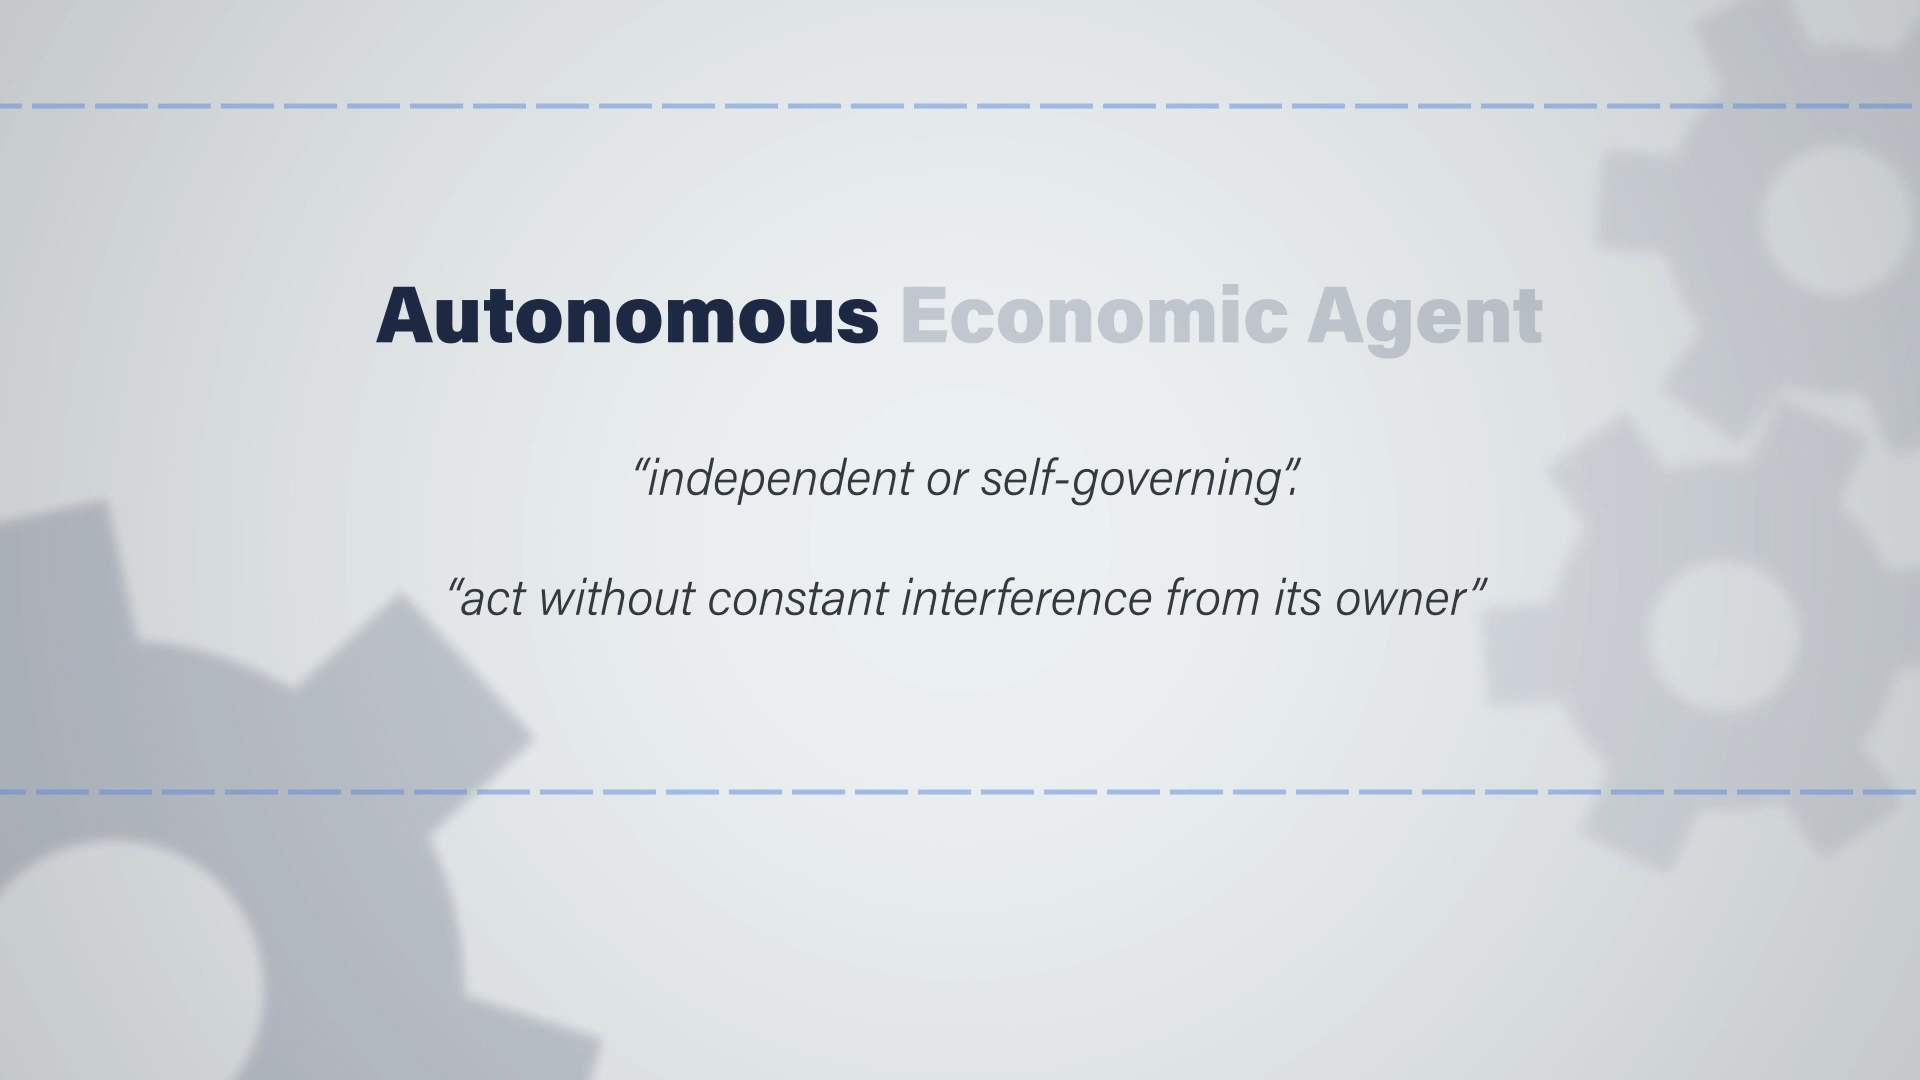 Autonomous Economic Agent
“independent or self-governing”.
“act without constant interference from its owner”